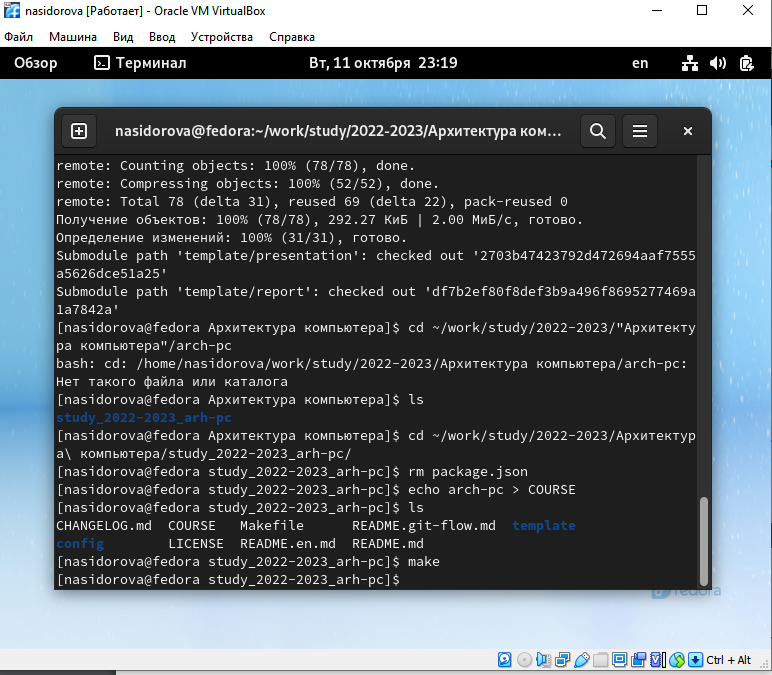 nasidorova [Работает] - Oracle VM VirtualBox
Файл Машина Вид Ввод Устройства Справка
Обзор Терминал Вт, 11 октября 23:19 en
nasidorova@fedora:~/work/study/2022-2023/Архитектура ком...
remote: Counting objects: 100% (78/78), done.
remote: Compressing objects: 100% (52/52), done.
remote: Total 78 (delta 31), reused 69 (delta 22), pack-reused 0
Получение объектов: 100% (78/78), 292.27 КиБ | 2.00 МиБ/с, готово.
Определение изменений: 100% (31/31), готово.
Submodule path 'template/presentation': checked out '2703b47423792d472694aaf7555
a5626dce51a25'
Submodule path 'template/report': checked out 'df7b2ef80f8def3b9a496f8695277469a
1a7842a'
[nasidorova@fedora Архитектура компьютера]$ cd ~/work/study/2022-2023/"Архитекту
ра компьютера"/arch-pc
bash: cd: /home/nasidorova/work/study/2022-2023/Архитектура компьютера/arch-pc:
Нет такого файла или каталога
[nasidorova@fedora Архитектура компьютера]$ ls
study_2022-2023_arh-pc
[nasidorova@fedora Архитектура компьютера]$ cd ~/work/study/2022-2023/Архитектур
а\ компьютера/study_2022-2023_arh-pc/
[nasidorova@fedora study_2022-2023_arh-pc]$ rm package.json
[nasidorova@fedora study_2022-2023_arh-pc]$ echo arch-pc > COURSE
[nasidorova@fedora study_2022-2023_arh-pc]$ ls
CHANGELOG.md COURSE Makefile README.git-flow.md template
config LICENSE README.en.md README.md
[nasidorova@fedora study_2022-2023_arh-pc]$ make
[nasidorova@fedora study_2022-2023_arh-pc]$
fedora
Ctrl + Alt